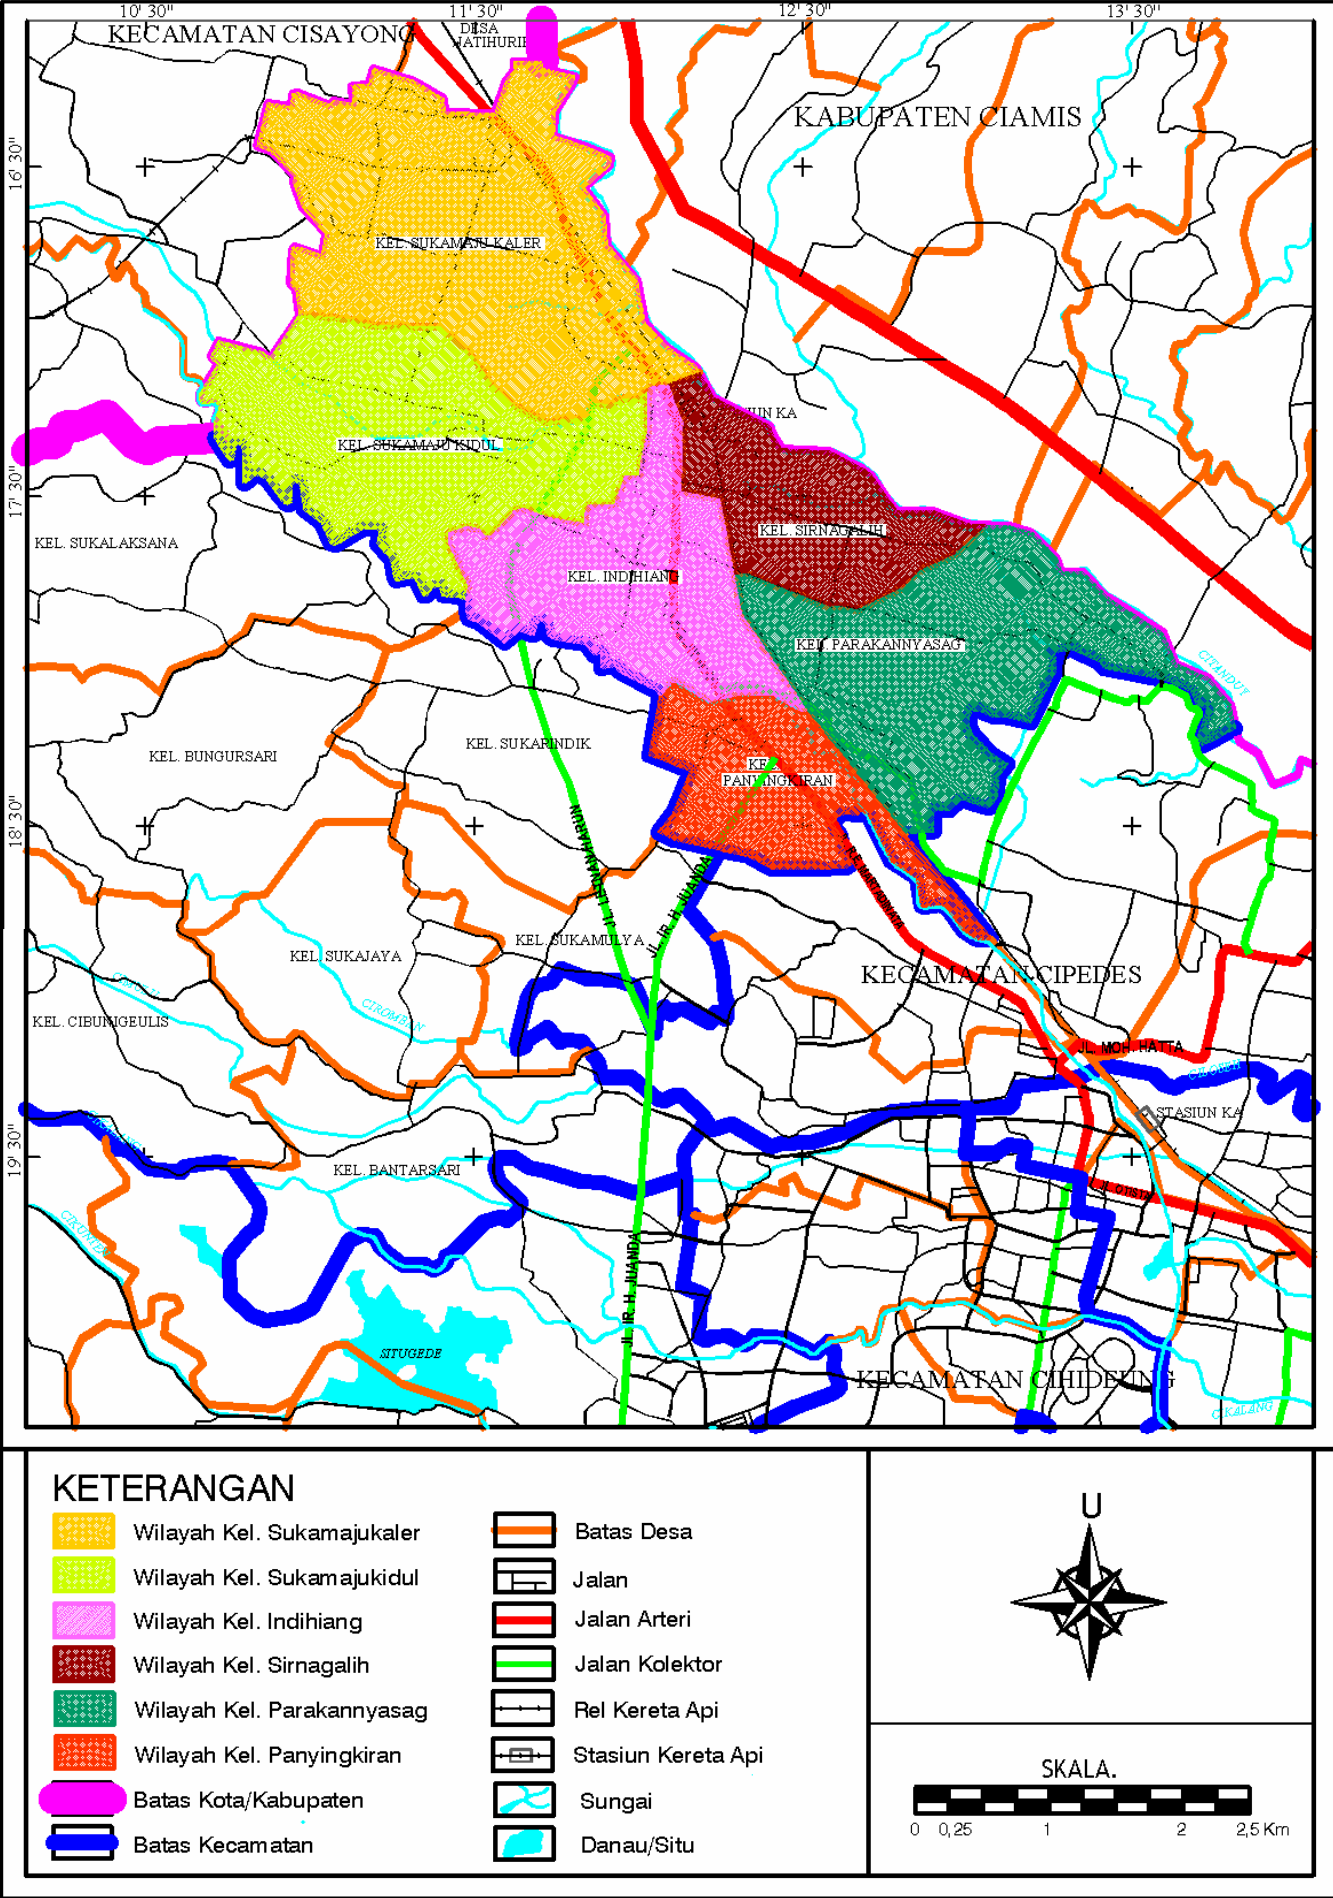 10' 30"
11' 30"
12' 30"
13' 30"
KECAMATAN CISAYONG
DESA
JATIHURIP
KABUPATEN CIAMIS
16' 30"
KEL. SUKAMAJU KALER
KEL. SUKAMAJU KIDUL
17' 30"
KEL. SUKALAKSANA
KEL. SIRNAGALIH
KEL. INDIHIANG
KEL. PARAKANNYASAG
KEL. BUNGURSARI
KEL. SUKARINDIK
KEL.
PANYINGKIRAN
18' 30"
JL. IR. H. JUANDA
KEL. SUKAMULYA
KEL. SUKAJAYA
KECAMATAN CIPEDES
CIROMBAN
KEL. CIBUNIGEULIS
JL. MOH. HATTA
STASIUN KA
19' 30"
KEL. BANTARSARI
JL. IR. H. JUANDA
SITUGEDE
KECAMATAN CIHIDEUNG
CIKALANG
KETERANGAN
Wilayah Kel. Sukamajukaler
Wilayah Kel. Sukamajukidul
Wilayah Kel. Indihiang
Wilayah Kel. Sirnagalih
Wilayah Kel. Parakannyasag
Wilayah Kel. Panyingkiran
Batas Kota/Kabupaten
Batas Kecamatan
Batas Desa
Jalan
Jalan Arteri
Jalan Kolektor
Rel Kereta Api
Stasiun Kereta Api
Sungai
Danau/Situ
U
SKALA.
0 0,25 1 2 2,5 Km